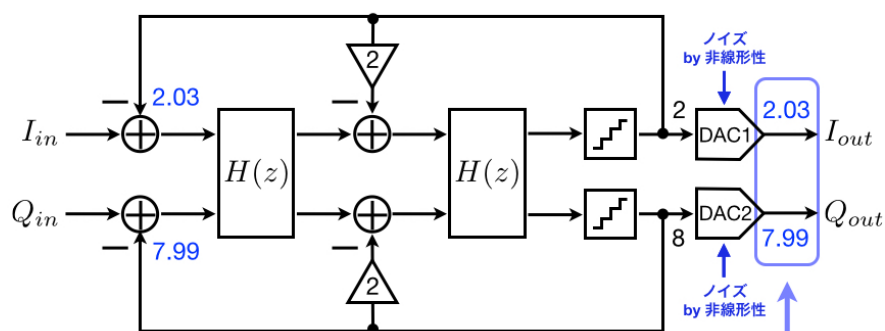 ノイズ
by 非線形性
2
2.03
2
2.03
I_in
H(z)
H(z)
DAC1
I_out
Q_in
DAC2
Q_out
7.99
8
7.99
2
ノイズ
by 非線形性